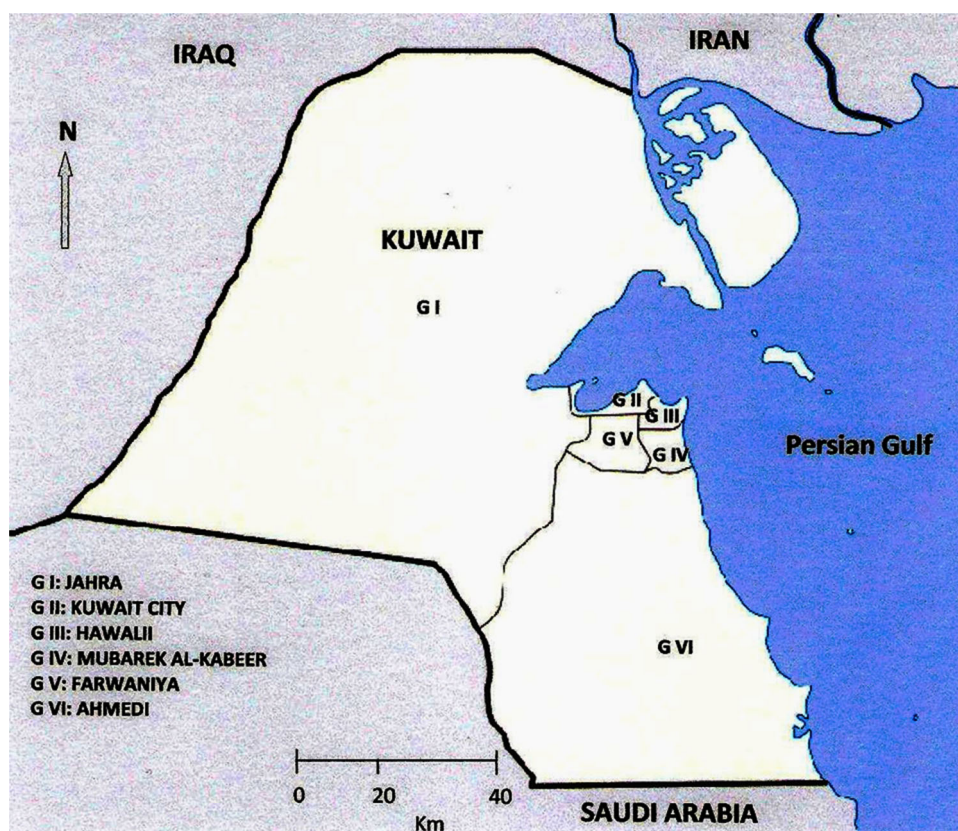 IRAQ
IRAN
N
KUWAIT
G I
G II
G III
G V
G IV
Persian Gulf
G VI
G I: JAHRA
G II: KUWAIT CITY
G III: HAWALII
G IV: MUBAREK AL-KABEER
G V: FARWANIYA
G VI: AHMEDI
0 20 40
Km
SAUDI ARABIA